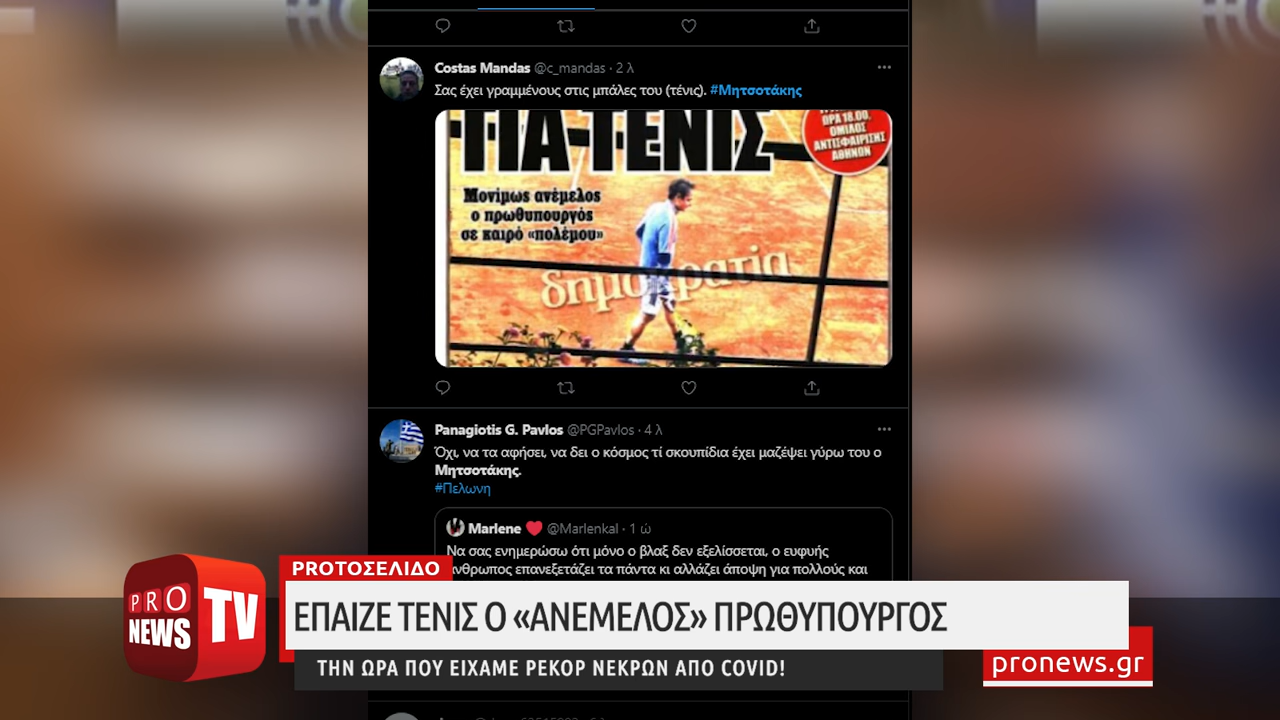 Costas Mandas @c_mandas · 2 λ
Σας έχει γραμμένους στις μπάλες του (τένις). #Μητσοτάκης
ΓΙΑ ΤΕΝΙΣ
ΩΡΑ 18.00,
ΟΜΙΛΟΣ
ΑΝΤΙΣΦΑΙΡΙΣΗΣ
ΑΘΗΝΩΝ
Μονίμως ανέμελος
ο πρωθυπουργός
σε καιρό «πολέμου»
δημοκρατία
Panagiotis G. Pavlos @PGPavlos · 4 λ
Όχι, να τα αφήσει, να δει ο κόσμος τί σκουπίδια έχει μαζέψει γύρω του ο
Μητσοτάκης.
#Πελωνη
Marlene ❤️ @Marlenkal · 1 ώ
Να σας ενημερώσω ότι μόνο ο βλαξ δεν εξελίσσεται, ο ευφυής
άνθρωπος επανεξετάζει τα πάντα κι αλλάζει άποψη για πολλούς και
PROTOΣΕΛΙΔΟ
PRO
NEWS
TV
ΕΠΑΙΖΕ ΤΕΝΙΣ Ο «ΑΝΕΜΕΛΟΣ» ΠΡΩΘΥΠΟΥΡΓΟΣ
ΤΗΝ ΩΡΑ ΠΟΥ ΕΙΧΑΜΕ ΡΕΚΟΡ ΝΕΚΡΩΝ ΑΠΟ COVID!
pronews.gr